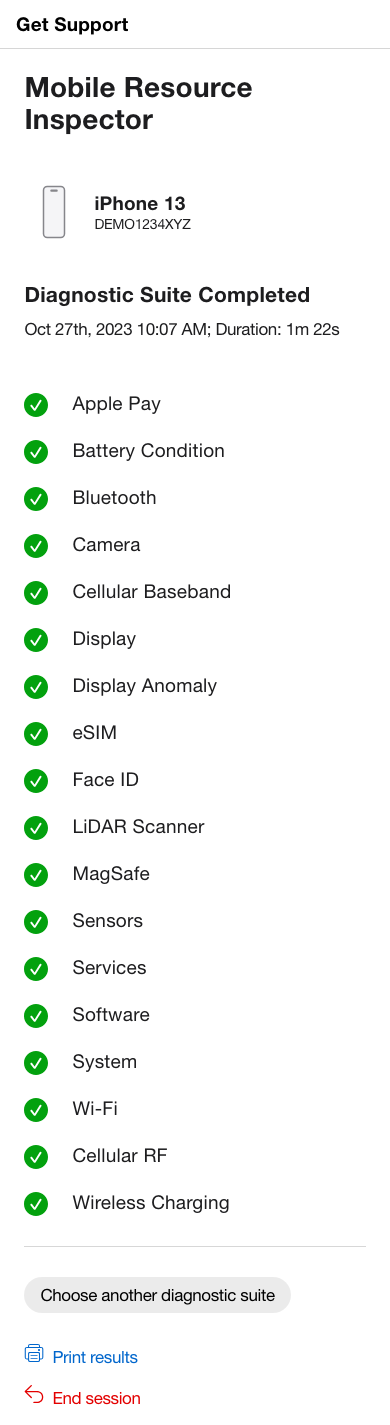 Get Support
Mobile Resource
Inspector
iPhone 13
DEMO1234XYZ
Diagnostic Suite Completed
Oct 27th, 2023 10:07 AM; Duration: 1m 22s
Apple Pay
Battery Condition
Bluetooth
Camera
Cellular Baseband
Display
Display Anomaly
eSIM
Face ID
LiDAR Scanner
MagSafe
Sensors
Services
Software
System
Wi-Fi
Cellular RF
Wireless Charging
Choose another diagnostic suite
Print results
End session